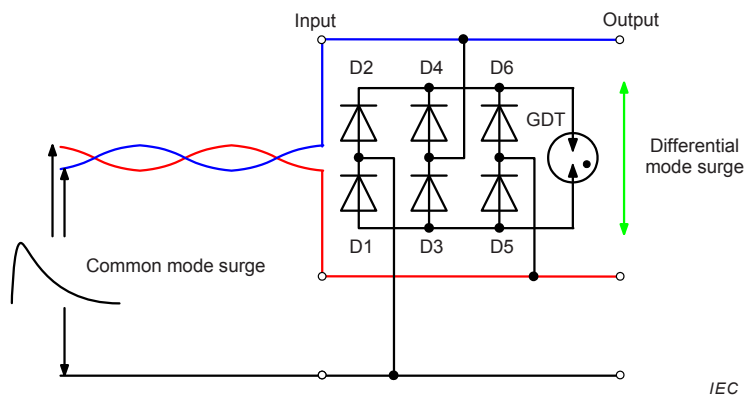 Input
Output
D2
D4
D6
GDT
Differential
mode surge
D1
D3
D5
Common mode surge
IEC